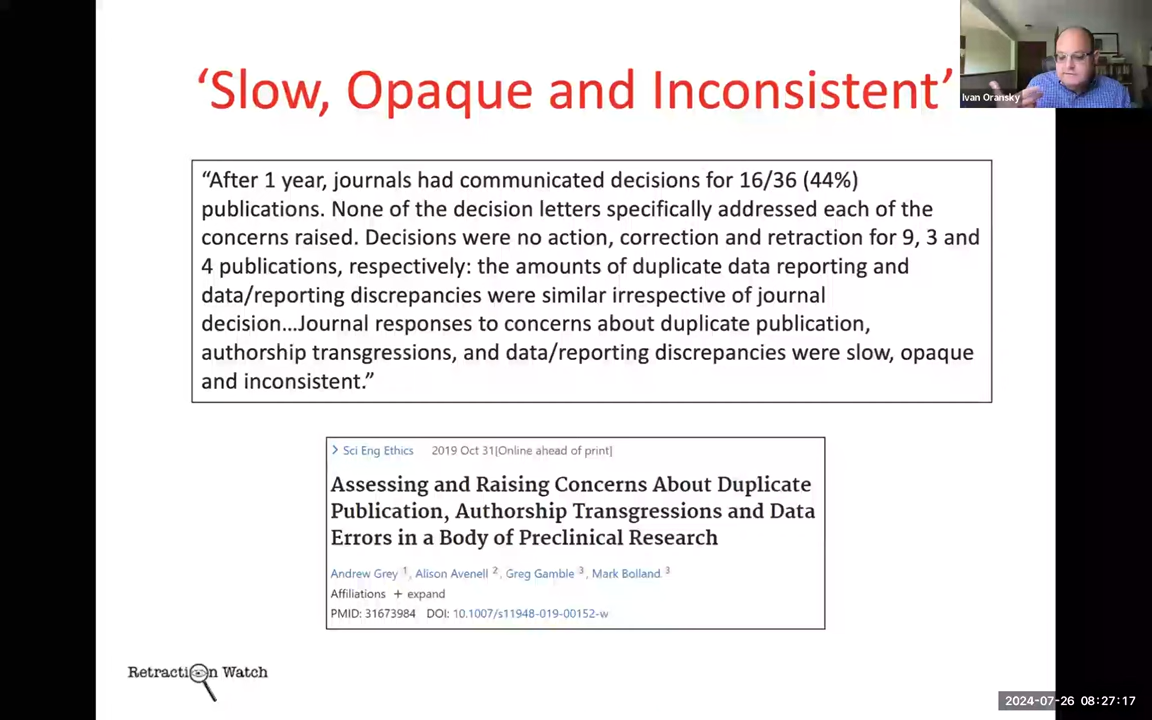 ‘Slow, Opaque and Inconsistent’
Ivan Oransky
“After 1 year, journals had communicated decisions for 16/36 (44%)
publications. None of the decision letters specifically addressed each of the
concerns raised. Decisions were no action, correction and retraction for 9, 3 and
4 publications, respectively: the amounts of duplicate data reporting and
data/reporting discrepancies were similar irrespective of journal
decision…Journal responses to concerns about duplicate publication,
authorship transgressions, and data/reporting discrepancies were slow, opaque
and inconsistent.”
> Sci Eng Ethics 2019 Oct 31[Online ahead of print]
Assessing and Raising Concerns About Duplicate
Publication, Authorship Transgressions and Data
Errors in a Body of Preclinical Research
Andrew Grey 1, Alison Avenell 2, Greg Gamble 3, Mark Bolland 3
Affiliations + expand
PMID: 31673984 DOI: 10.1007/s11948-019-00152-w
Retraction Watch
2024-07-26 08:27:17